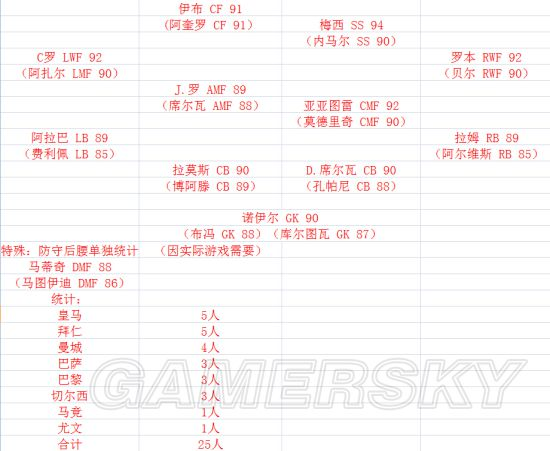 伊布 CF 91
(阿奎罗 CF 91)
梅西 SS 94
(内马尔 SS 90)
C罗 LWF 92
(阿扎尔 LMF 90)
罗本 RWF 92
(贝尔 RWF 90)
J.罗 AMF 89
(席尔瓦 AMF 88)
亚亚图雷 CMF 92
(莫德里奇 CMF 90)
阿拉巴 LB 89
(费利佩 LB 85)
拉姆 RB 89
(阿尔维斯 RB 85)
拉莫斯 CB 90
(博阿滕 CB 89)
D.席尔瓦 CB 90
(孔帕尼 CB 88)
诺伊尔 GK 90
(布冯 GK 88)(库尔图瓦 GK 87)
特殊：防守后腰单独统计 (因实际游戏需要)
马蒂奇 DMF 88
(马图伊迪 DMF 86)
统计：
皇马 5人
拜仁 5人
曼城 4人
巴萨 3人
巴黎 3人
切尔西 3人
马竞 1人
尤文 1人
合计 25人
GAMERSKY